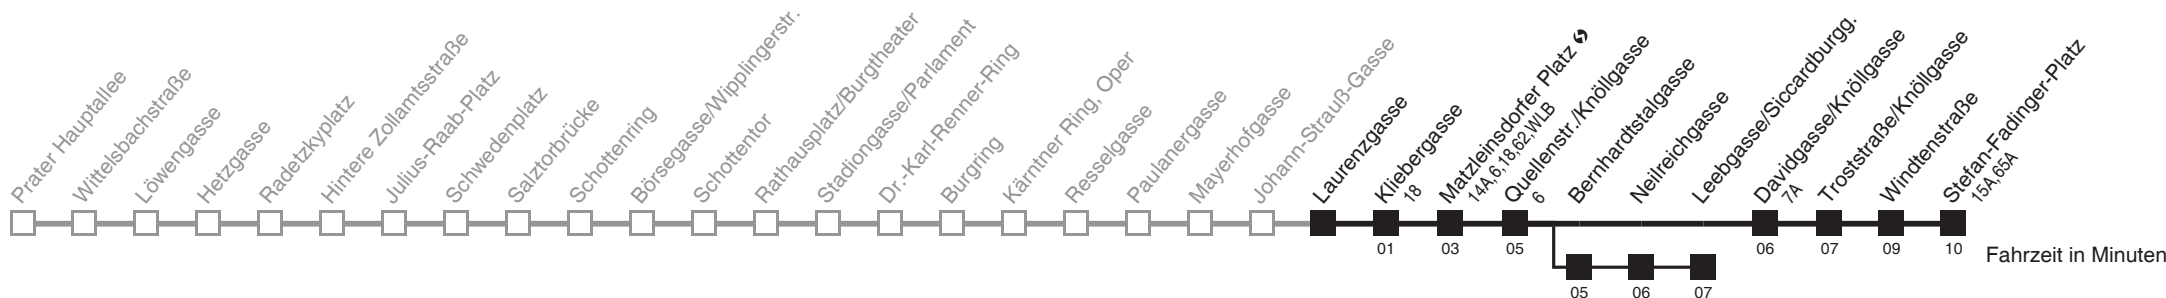 Prater Hauptallee
Wittelsbachstraße
Löwengasse
Hetzgasse
Radetzkyplatz
Hintere Zollamtsstraße
Julius-Raab-Platz
Schwedenplatz
Salztorbrücke
Schottenring
Börsegasse/Wipplingerstr.
Schottentor
Rathausplatz/Burgtheater
Stadiongasse/Parlament
Dr.-Karl-Renner-Ring
Burgring
Kärntner Ring, Oper
Resselgasse
Paulanergasse
Mayerhofgasse
Johann-Strauß-Gasse
Laurenzgasse
Kliebergasse
18
Matzleinsdorfer Platz
14A,6,18,62,WLB
Quellenstr./Knöllgasse
6
Bernhardtstalgasse
Neilreichgasse
Leebgasse/Siccardburgg.
Davidgasse/Knöllgasse
7A
Troststraße/Knöllgasse
Windtenstraße
Stefan-Fadinger-Platz
15A,65A
01 03 05 06 07 09 10 Fahrzeit in Minuten
05 06 07